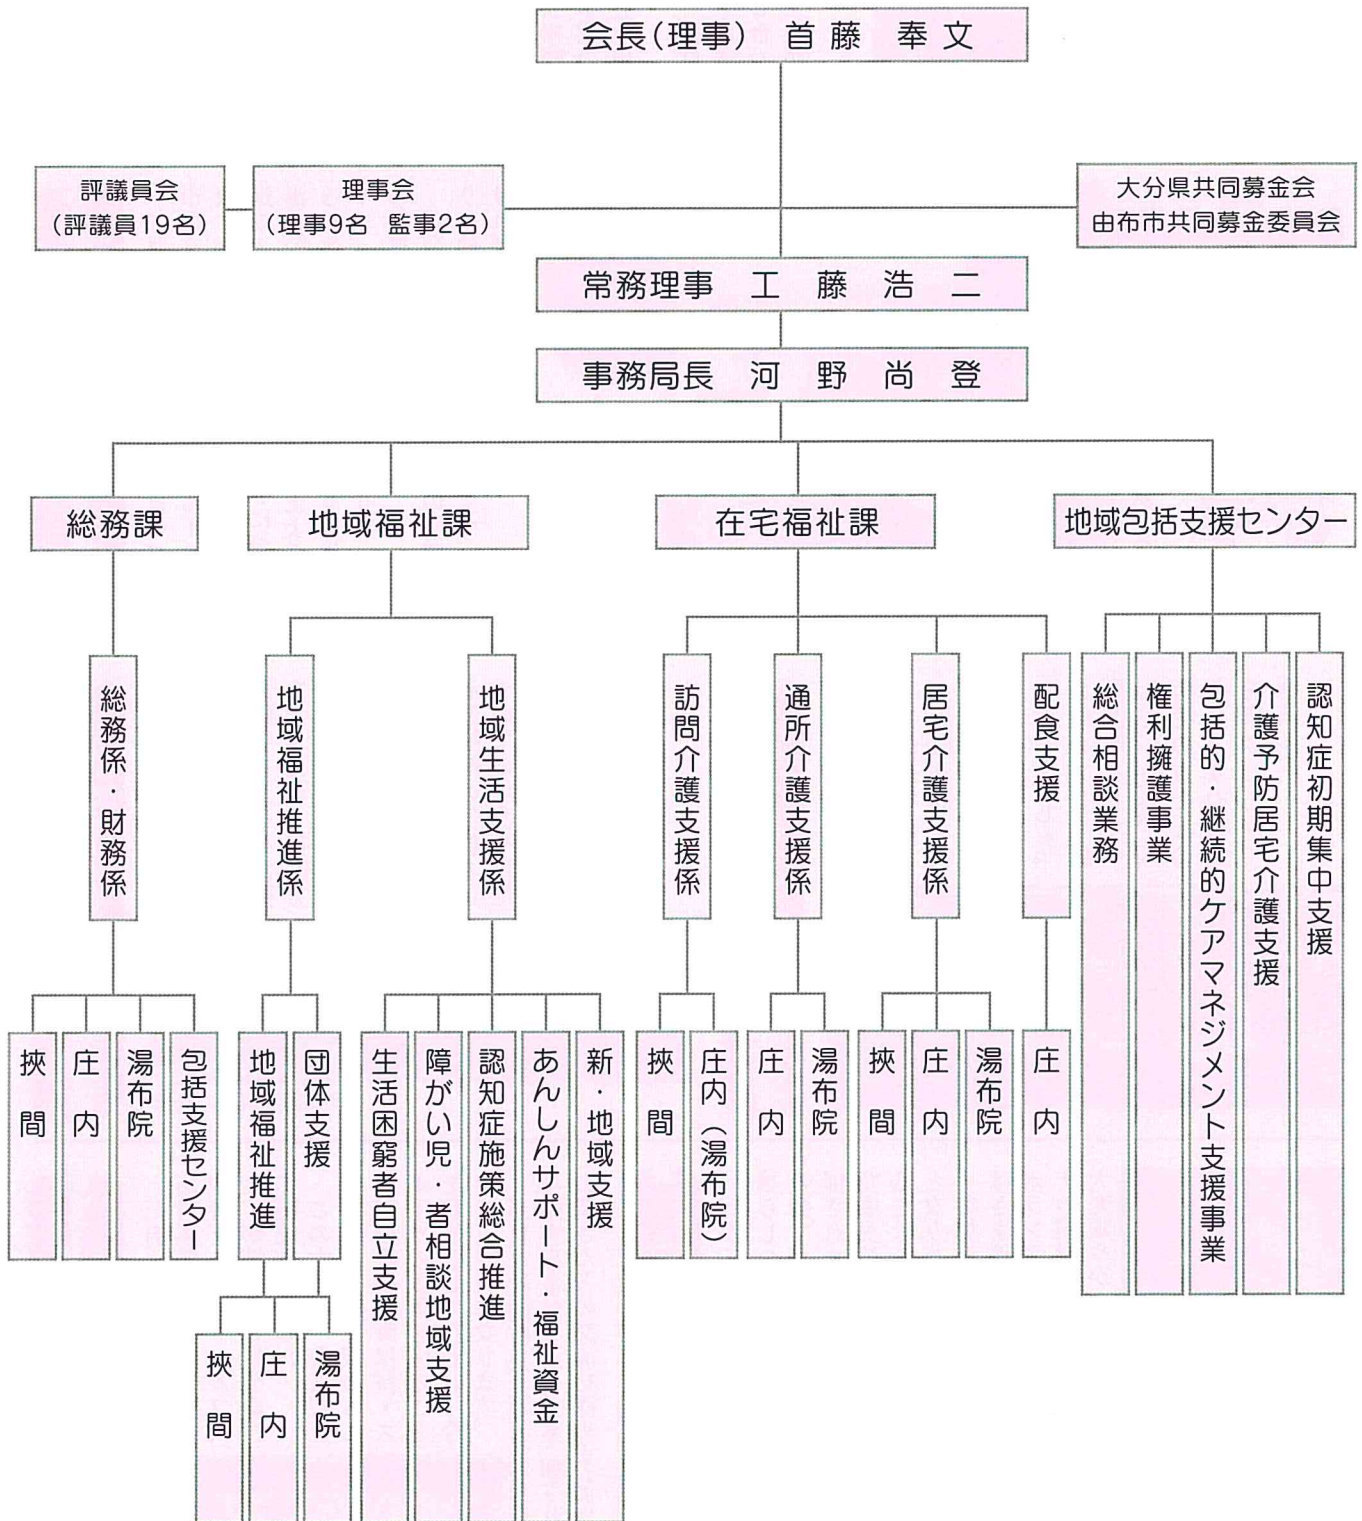 会長（理事） 首藤 奉文
評議員会
（評議員19名）
理事会
（理事9名 監事2名）
大分県共同募金会
由布市共同募金委員会
常務理事 工藤浩二
事務局長 河野尚登
総務課
地域福祉課
在宅福祉課
地域包括支援センター
総務係・財務係
地域福祉推進係
地域生活支援係
訪問介護支援係
通所介護支援係
居宅介護支援係
配食支援
総合相談業務
権利擁護事業
包括的・継続的ケアマネジメント支援事業
介護予防居宅介護支援
認知症初期集中支援
挾間
庄内
湯布院
包括支援センター
地域福祉推進
団体支援
生活困窮者自立支援
障がい児・者相談地域支援
認知症施策総合推進
あんしんサポート・福祉資金
新・地域支援
挾間
庄内（湯布院）
庄内
湯布院
挾間
庄内
湯布院
庄内
挾間
庄内
湯布院